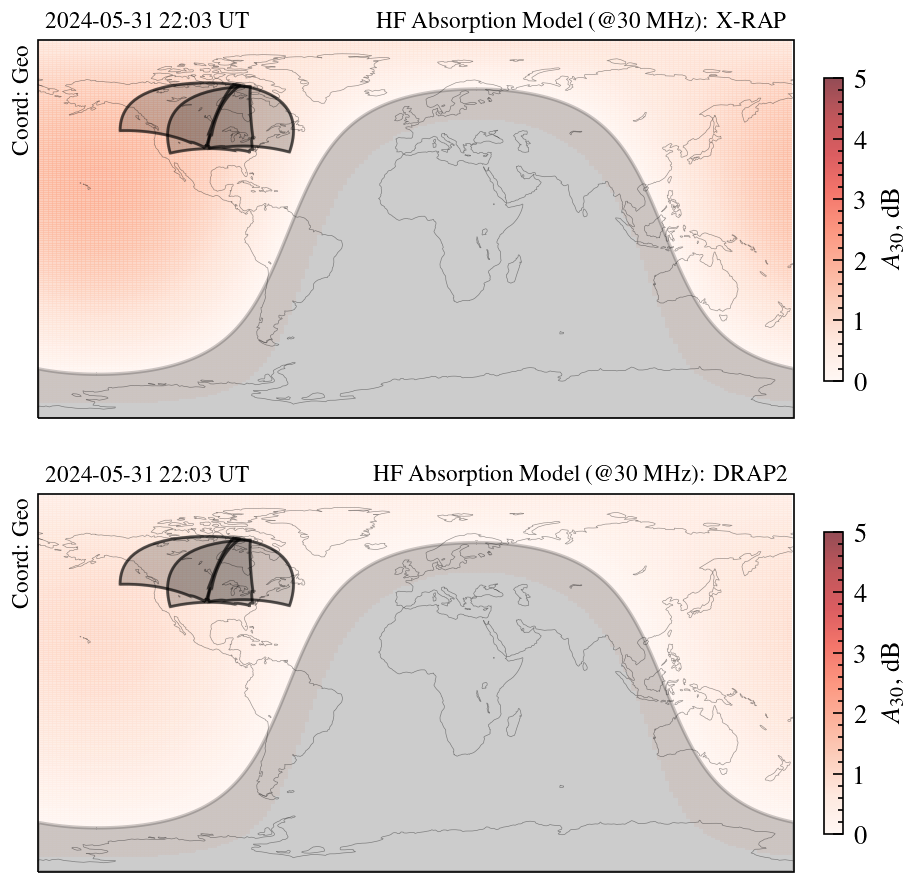 2024-05-31 22:03 UT HF Absorption Model (@30 MHz): X-RAP
Coord: Geo
5
4
3
2
1
0
A30, dB
2024-05-31 22:03 UT HF Absorption Model (@30 MHz): DRAP2
Coord: Geo
5
4
3
2
1
0
A30, dB